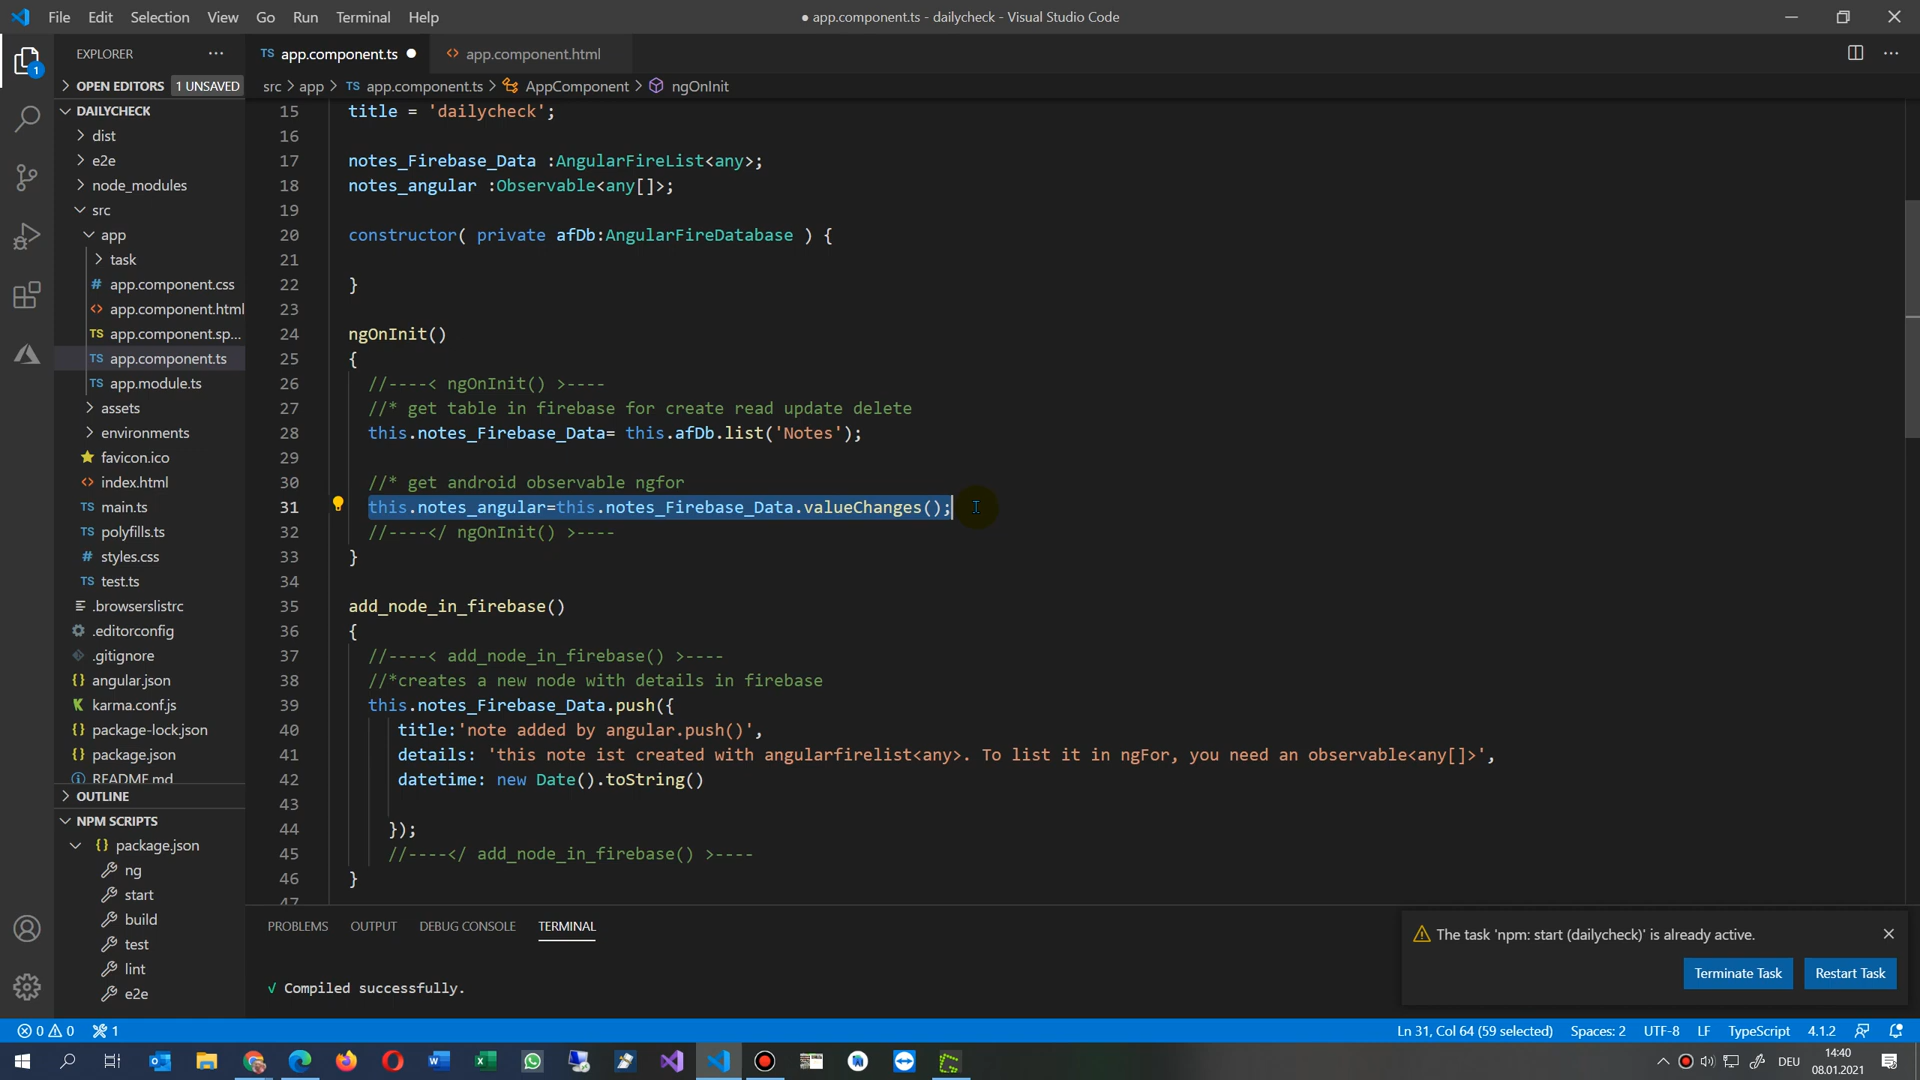 File Edit Selection View Go Run Terminal Help
● app.component.ts - dailycheck - Visual Studio Code
EXPLORER
TS app.component.ts ●
<> app.component.html
OPEN EDITORS 1 UNSAVED
src > app > TS app.component.ts > AppComponent > ngOnInit
DAILYCHECK
dist
e2e
node_modules
src
app
task
# app.component.css
<> app.component.html
TS app.component.sp...
TS app.component.ts
TS app.module.ts
assets
environments
favicon.ico
<> index.html
TS main.ts
TS polyfills.ts
# styles.css
TS test.ts
.browserslistrc
.editorconfig
.gitignore
{} angular.json
karma.conf.js
{} package-lock.json
{} package.json
README.md
OUTLINE
NPM SCRIPTS
{} package.json
ng
start
build
test
lint
e2e
1
15 title = 'dailycheck';
16
17 notes_Firebase_Data :AngularFireList<any>;
18 notes_angular :Observable<any[]>;
19
20 constructor( private afDb:AngularFireDatabase ) {
21
22 }
23
24 ngOnInit()
25 {
26 //----< ngOnInit() >----
27 //* get table in firebase for create read update delete
28 this.notes_Firebase_Data= this.afDb.list('Notes');
29
30 //* get android observable ngfor
31 this.notes_angular=this.notes_Firebase_Data.valueChanges();
32 //----</ ngOnInit() >----
33 }
34
35 add_node_in_firebase()
36 {
37 //----< add_node_in_firebase() >----
38 //*creates a new node with details in firebase
39 this.notes_Firebase_Data.push({
40 title:'note added by angular.push()',
41 details: 'this note ist created with angularfirelist<any>. To list it in ngFor, you need an observable<any[]>',
42 datetime: new Date().toString()
43
44 });
45 //----</ add_node_in_firebase() >----
46 }
47
PROBLEMS OUTPUT DEBUG CONSOLE TERMINAL
√ Compiled successfully.
The task 'npm: start (dailycheck)' is already active.
Terminate Task Restart Task
0 0 1
Ln 31, Col 64 (59 selected) Spaces: 2 UTF-8 LF TypeScript 4.1.2
DEU
14:40
08.01.2021